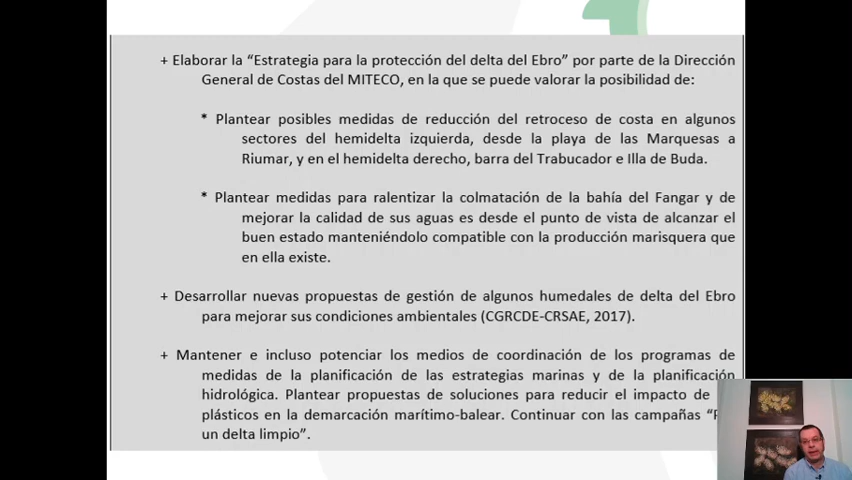 + Elaborar la “Estrategia para la protección del delta del Ebro” por parte de la Dirección
General de Costas del MITECO, en la que se puede valorar la posibilidad de:
* Plantear posibles medidas de reducción del retroceso de costa en algunos
sectores del hemidelta izquierda, desde la playa de las Marquesas a
Riumar, y en el hemidelta derecho, barra del Trabucador e Illa de Buda.
* Plantear medidas para ralentizar la colmatación de la bahía del Fangar y de
mejorar la calidad de sus aguas es desde el punto de vista de alcanzar el
buen estado manteniéndolo compatible con la producción marisquera que
en ella existe.
+ Desarrollar nuevas propuestas de gestión de algunos humedales de delta del Ebro
para mejorar sus condiciones ambientales (CGRCDE-CRSAE, 2017).
+ Mantener e incluso potenciar los medios de coordinación de los programas de
medidas de la planificación de las estrategias marinas y de la planificación
hidrológica. Plantear propuestas de soluciones para reducir el impacto de
plásticos en la demarcación marítimo-balear. Continuar con las campañas
un delta limpio”.